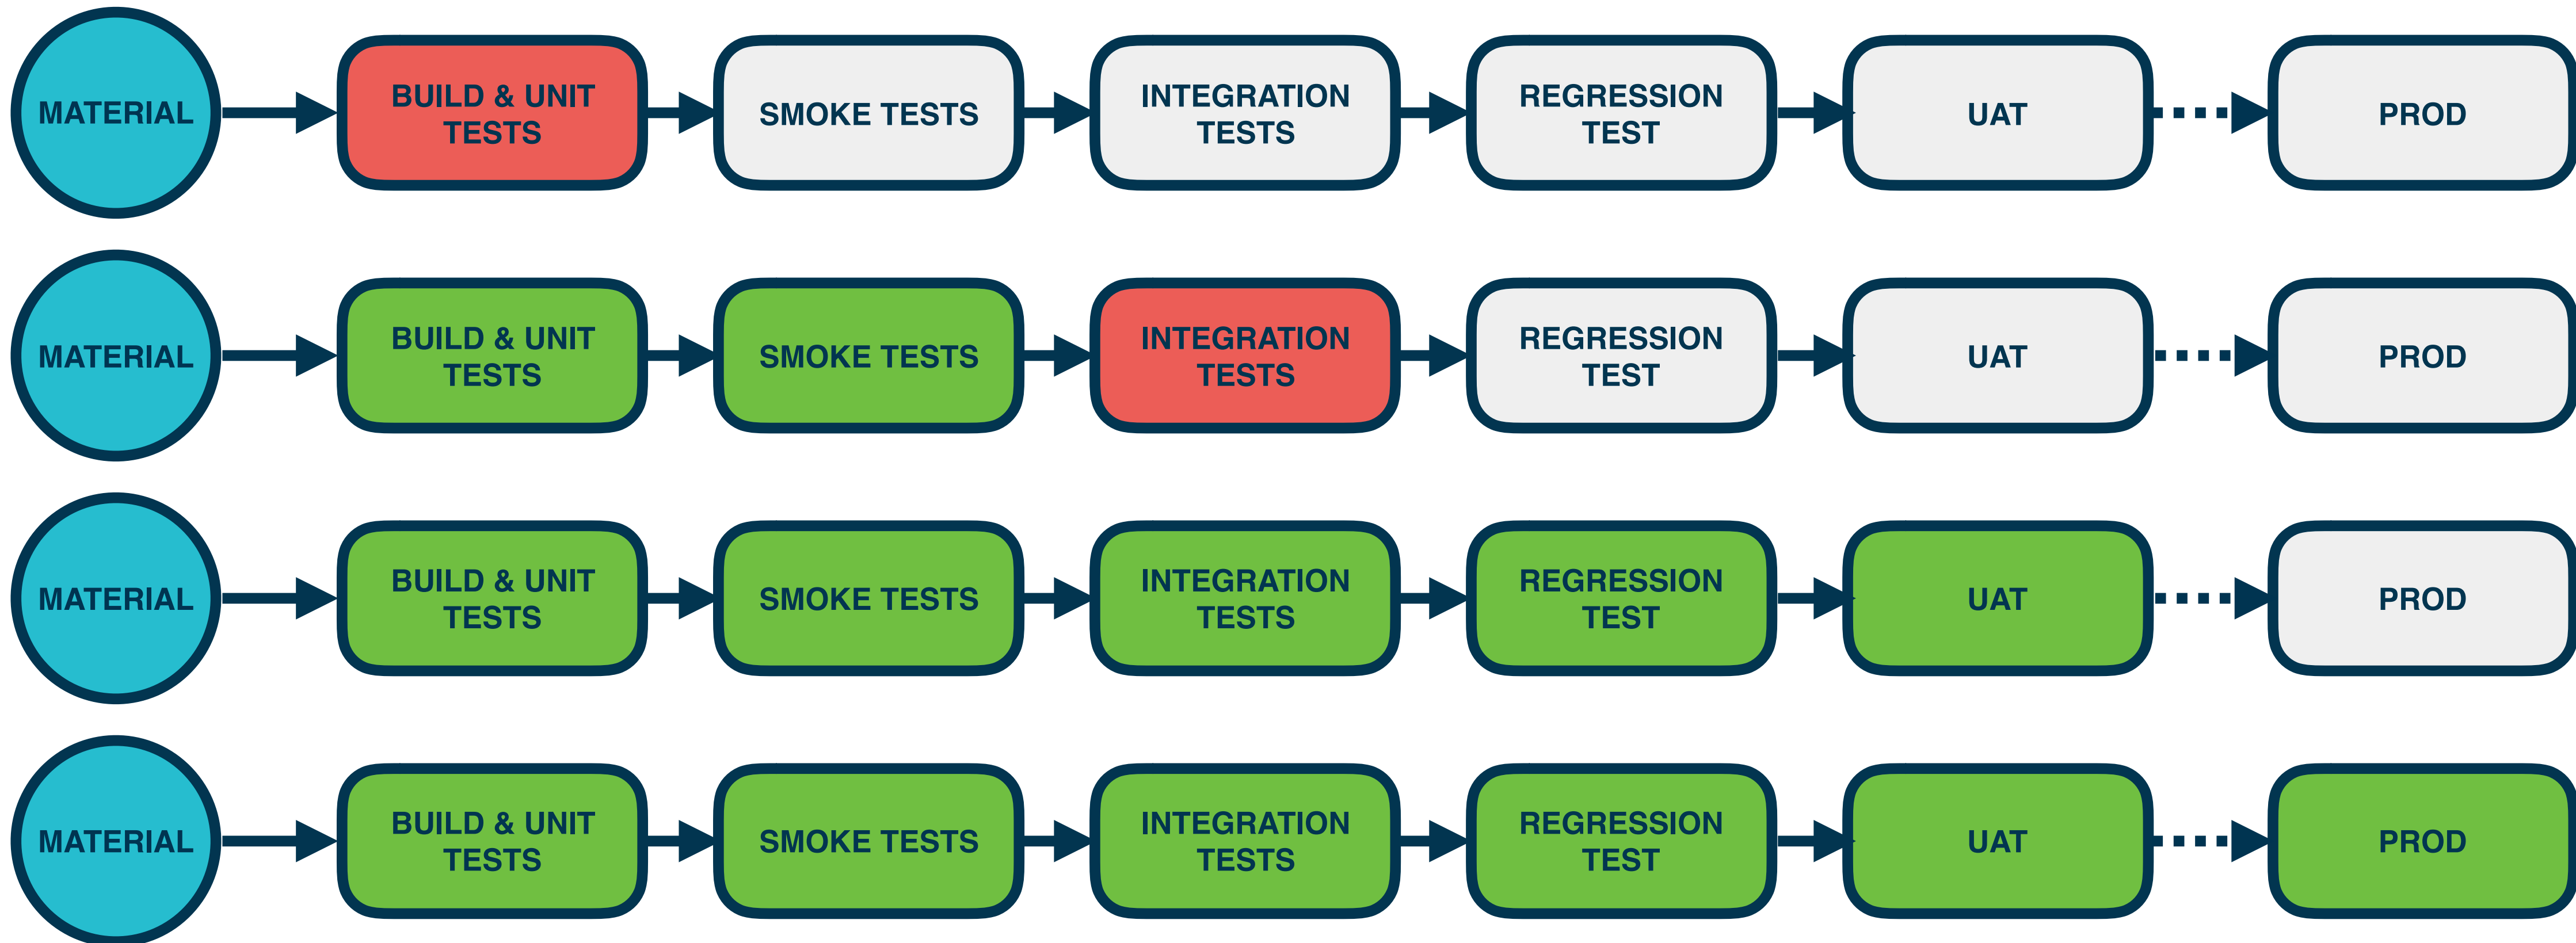 MATERIAL
BUILD & UNIT
TESTS
SMOKE TESTS
INTEGRATION
TESTS
REGRESSION
TEST
UAT
PROD
MATERIAL
BUILD & UNIT
TESTS
SMOKE TESTS
INTEGRATION
TESTS
REGRESSION
TEST
UAT
PROD
MATERIAL
BUILD & UNIT
TESTS
SMOKE TESTS
INTEGRATION
TESTS
REGRESSION
TEST
UAT
PROD
MATERIAL
BUILD & UNIT
TESTS
SMOKE TESTS
INTEGRATION
TESTS
REGRESSION
TEST
UAT
PROD